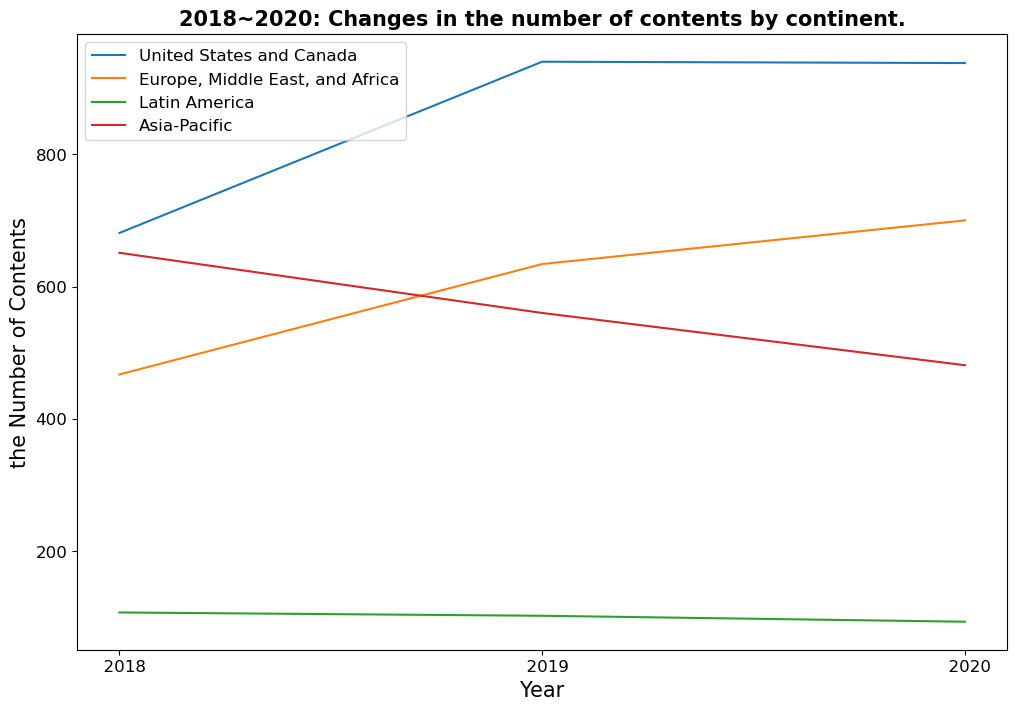 2018~2020: Changes in the number of contents by continent.
United States and Canada
Europe, Middle East, and Africa
Latin America
Asia-Pacific
800
600
400
200
the Number of Contents
2018 2019 2020
Year